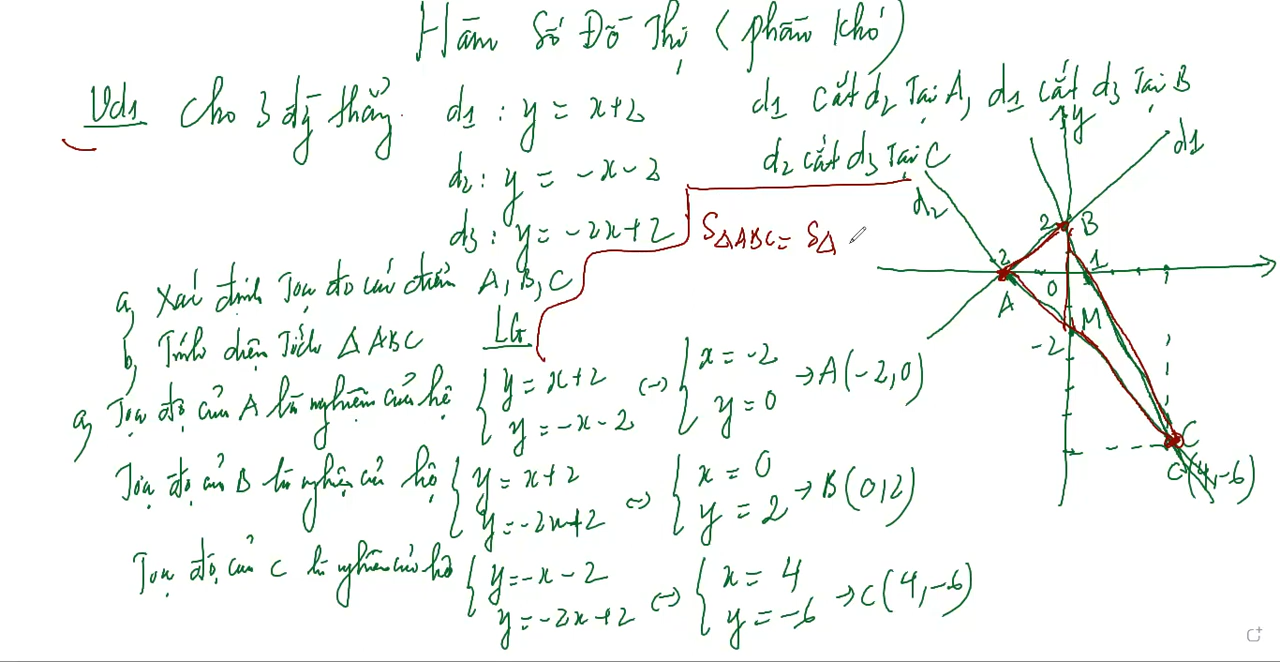 Hàm Số Đồ Thị (phần khó)
Vd1 Cho 3 đg thẳng. d1 : y = x+2
d2 : y = -x-2
d3 : y = -2x+2
d1 cắt d2 tại A, d1 cắt d3 tại B
d2 cắt d3 tại C
a, Xác định Tọa độ các điểm A, B, C
b, Tính diện Tích Δ ABC
LG
a, Tọa độ của A là nghiệm của hệ { y = x+2 y = -x-2 <-> { x = -2 y = 0 → A(-2,0)
Tọa độ của B là nghiệm của hệ { y = x+2 y = -2x+2 <-> { x = 0 y = 2 → B(0,2)
Tọa độ của C là nghiệm của hệ { y = -x-2 y = -2x+2 <-> { x = 4 y = -6 → C(4,-6)
SΔABC = SΔ
y
d1
d2
2 B
2 1
A 0
M
-2
C
C(4,-6)